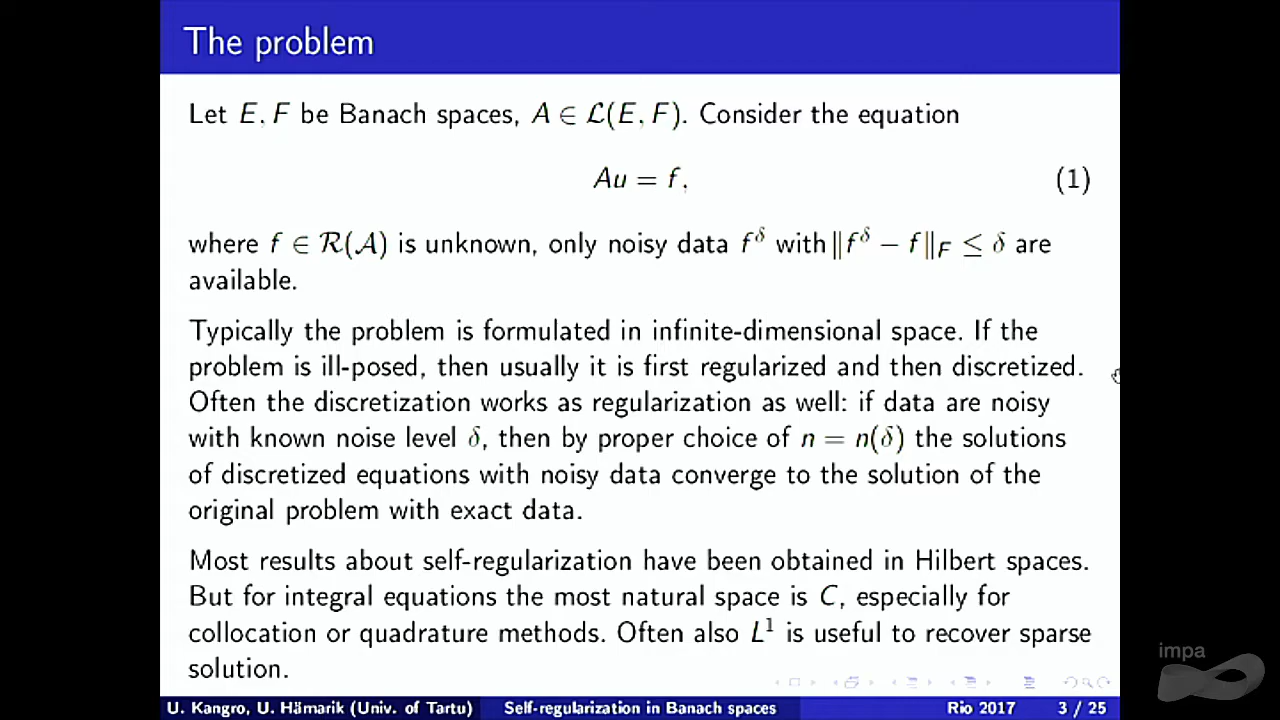 The problem
Let E, F be Banach spaces, A ∈ ℒ(E, F). Consider the equation
Au = f, (1)
where f ∈ ℛ(𝒜) is unknown, only noisy data f^δ with ‖f^δ − f‖_F ≤ δ are
available.
Typically the problem is formulated in infinite-dimensional space. If the
problem is ill-posed, then usually it is first regularized and then discretized.
Often the discretization works as regularization as well: if data are noisy
with known noise level δ, then by proper choice of n = n(δ) the solutions
of discretized equations with noisy data converge to the solution of the
original problem with exact data.
Most results about self-regularization have been obtained in Hilbert spaces.
But for integral equations the most natural space is C, especially for
collocation or quadrature methods. Often also L¹ is useful to recover sparse
solution.
impa
U. Kangro, U. Hämarik (Univ. of Tartu) Self-regularization in Banach spaces Rio 2017 3 / 25